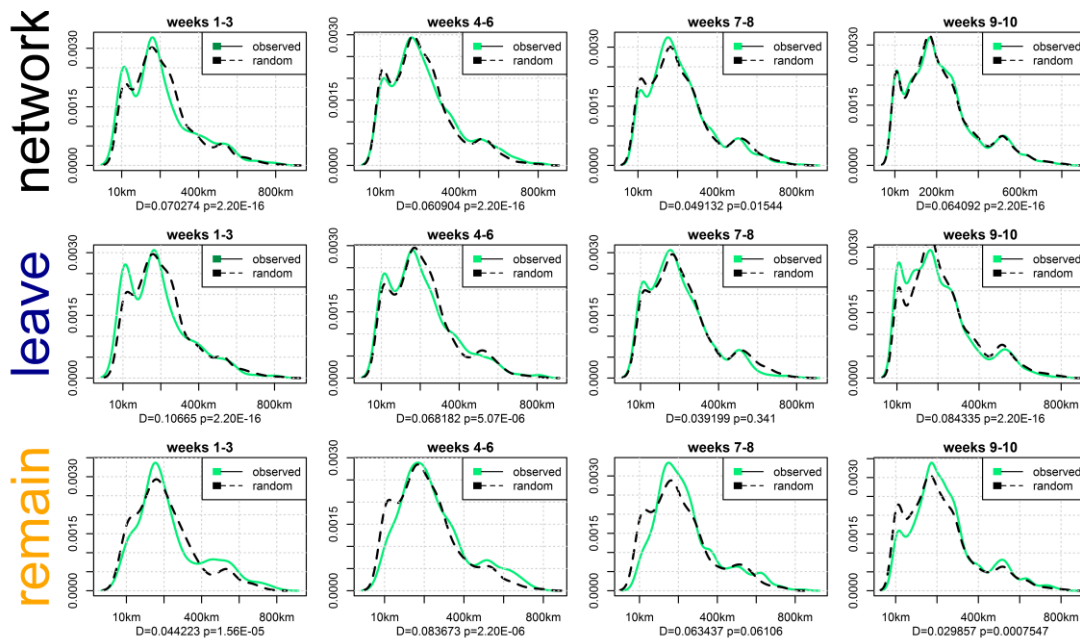 network
weeks 1-3
0.0000 0.0015 0.0030
observed
random
10km 400km 800km
D=0.070274 p=2.20E-16
weeks 4-6
0.0000 0.0015 0.0030
observed
random
10km 400km 800km
D=0.060904 p=2.20E-16
weeks 7-8
0.0000 0.0015 0.0030
observed
random
10km 400km 800km
D=0.049132 p=0.01544
weeks 9-10
0.0000 0.0015 0.0030
observed
random
10km 200km 600km
D=0.064092 p=2.20E-16
leave
weeks 1-3
0.0000 0.0015 0.0030
observed
random
10km 400km 800km
D=0.10665 p=2.20E-16
weeks 4-6
0.0000 0.0015 0.0030
observed
random
10km 400km 800km
D=0.068182 p=5.07E-06
weeks 7-8
0.0000 0.0015 0.0030
observed
random
10km 400km 800km
D=0.039199 p=0.341
weeks 9-10
0.0000 0.0015 0.0030
observed
random
10km 400km 800km
D=0.084335 p=2.20E-16
remain
weeks 1-3
0.0000 0.0015 0.0030
observed
random
10km 400km 800km
D=0.044223 p=1.56E-05
weeks 4-6
0.0000 0.0015 0.0030
observed
random
10km 400km 800km
D=0.083673 p=2.20E-06
weeks 7-8
0.0000 0.0015 0.0030
observed
random
10km 400km 800km
D=0.063437 p=0.06106
weeks 9-10
0.0000 0.0015 0.0030
observed
random
10km 400km 800km
D=0.029857 p=0.0007547